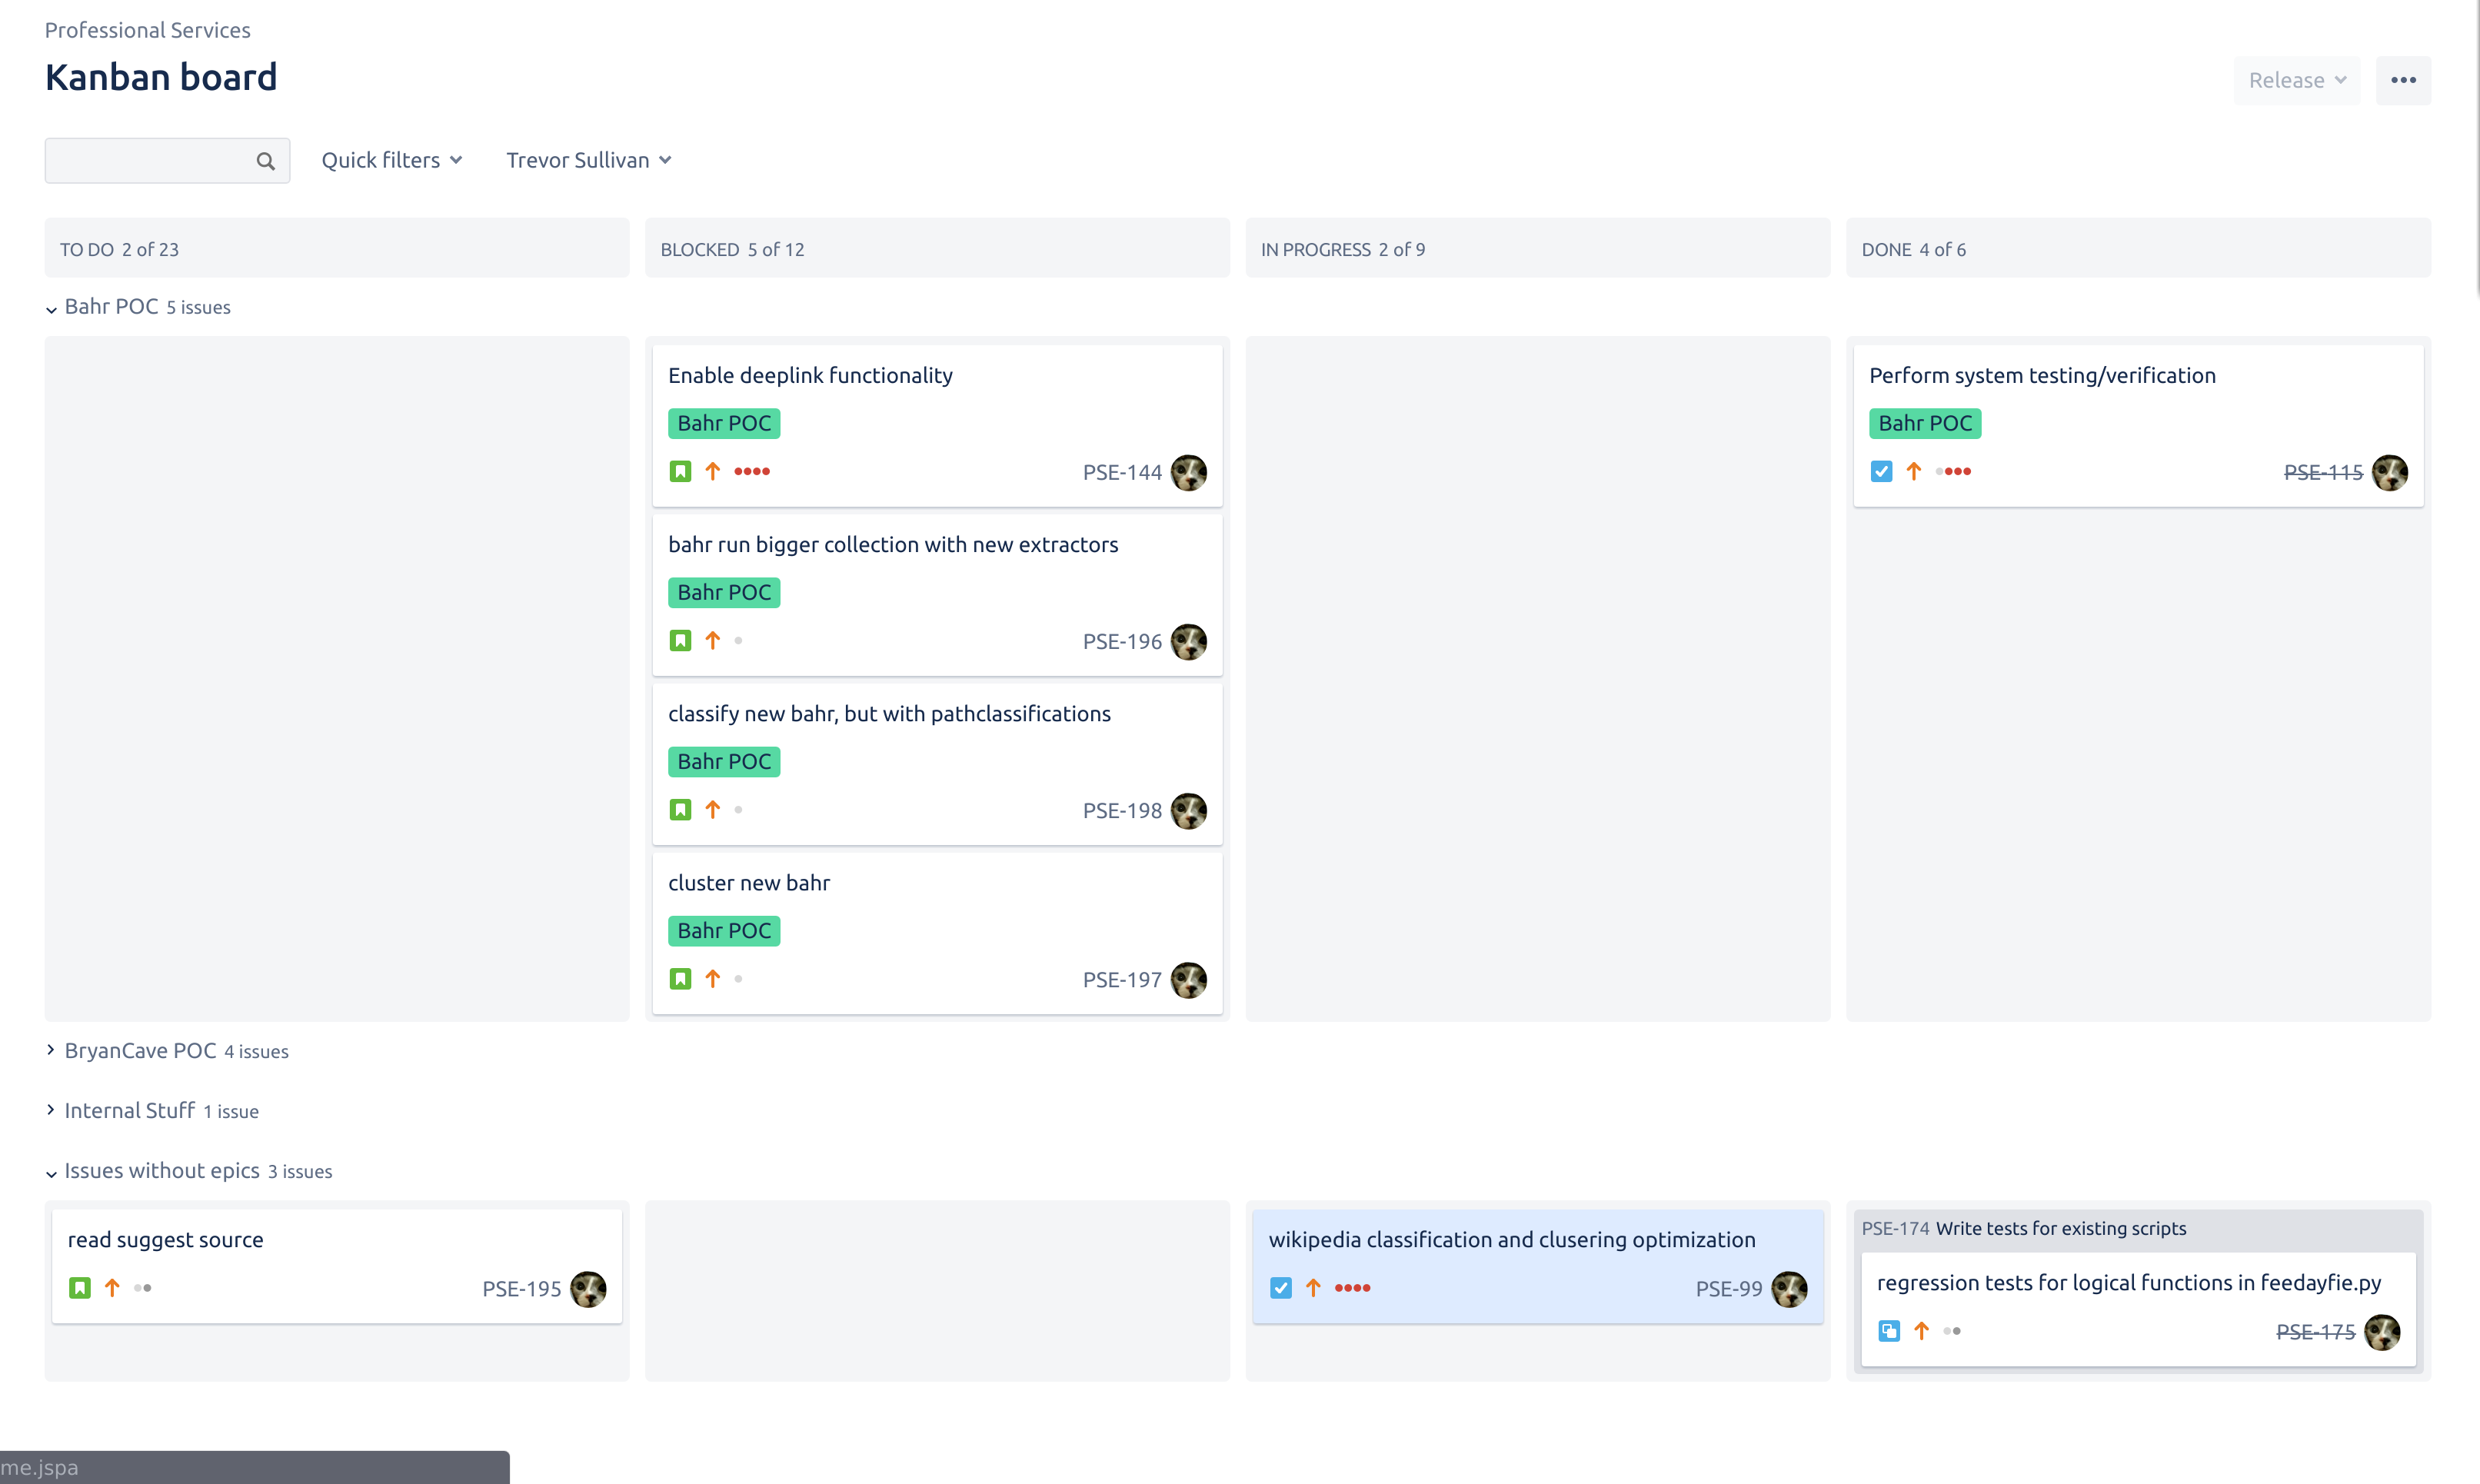 Professional Services
Kanban board
Release
Quick filters
Trevor Sullivan
TO DO 2 of 23
BLOCKED 5 of 12
IN PROGRESS 2 of 9
DONE 4 of 6
Bahr POC 5 issues
Enable deeplink functionality
Bahr POC
PSE-144
bahr run bigger collection with new extractors
Bahr POC
PSE-196
classify new bahr, but with pathclassifications
Bahr POC
PSE-198
cluster new bahr
Bahr POC
PSE-197
Perform system testing/verification
Bahr POC
PSE-115
BryanCave POC 4 issues
Internal Stuff 1 issue
Issues without epics 3 issues
read suggest source
PSE-195
wikipedia classification and clusering optimization
PSE-99
PSE-174 Write tests for existing scripts
regression tests for logical functions in feedayfie.py
PSE-175
me.jspa